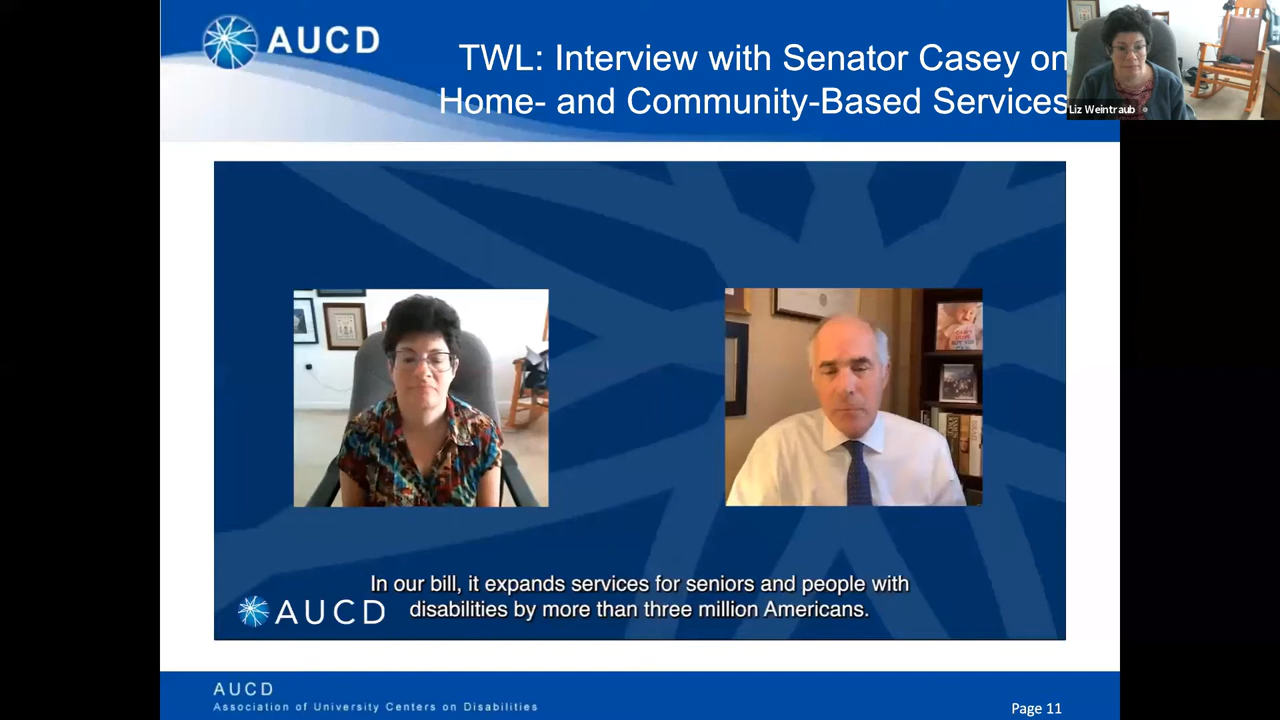 AUCD
TWL: Interview with Senator Casey on
Home- and Community-Based Services
Liz Weintraub
In our bill, it expands services for seniors and people with
disabilities by more than three million Americans.
AUCD
AUCD
Association of University Centers on Disabilities
Page 11